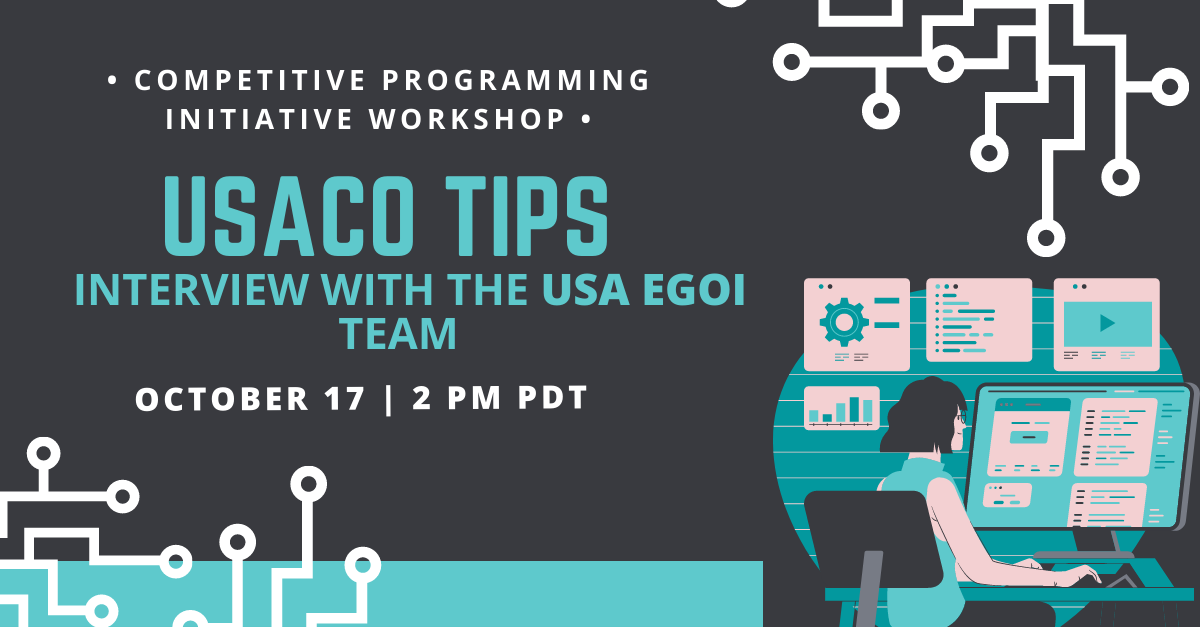 • COMPETITIVE PROGRAMMING
INITIATIVE WORKSHOP •
USACO TIPS
INTERVIEW WITH THE USA EGOI
TEAM
OCTOBER 17 | 2 PM PDT